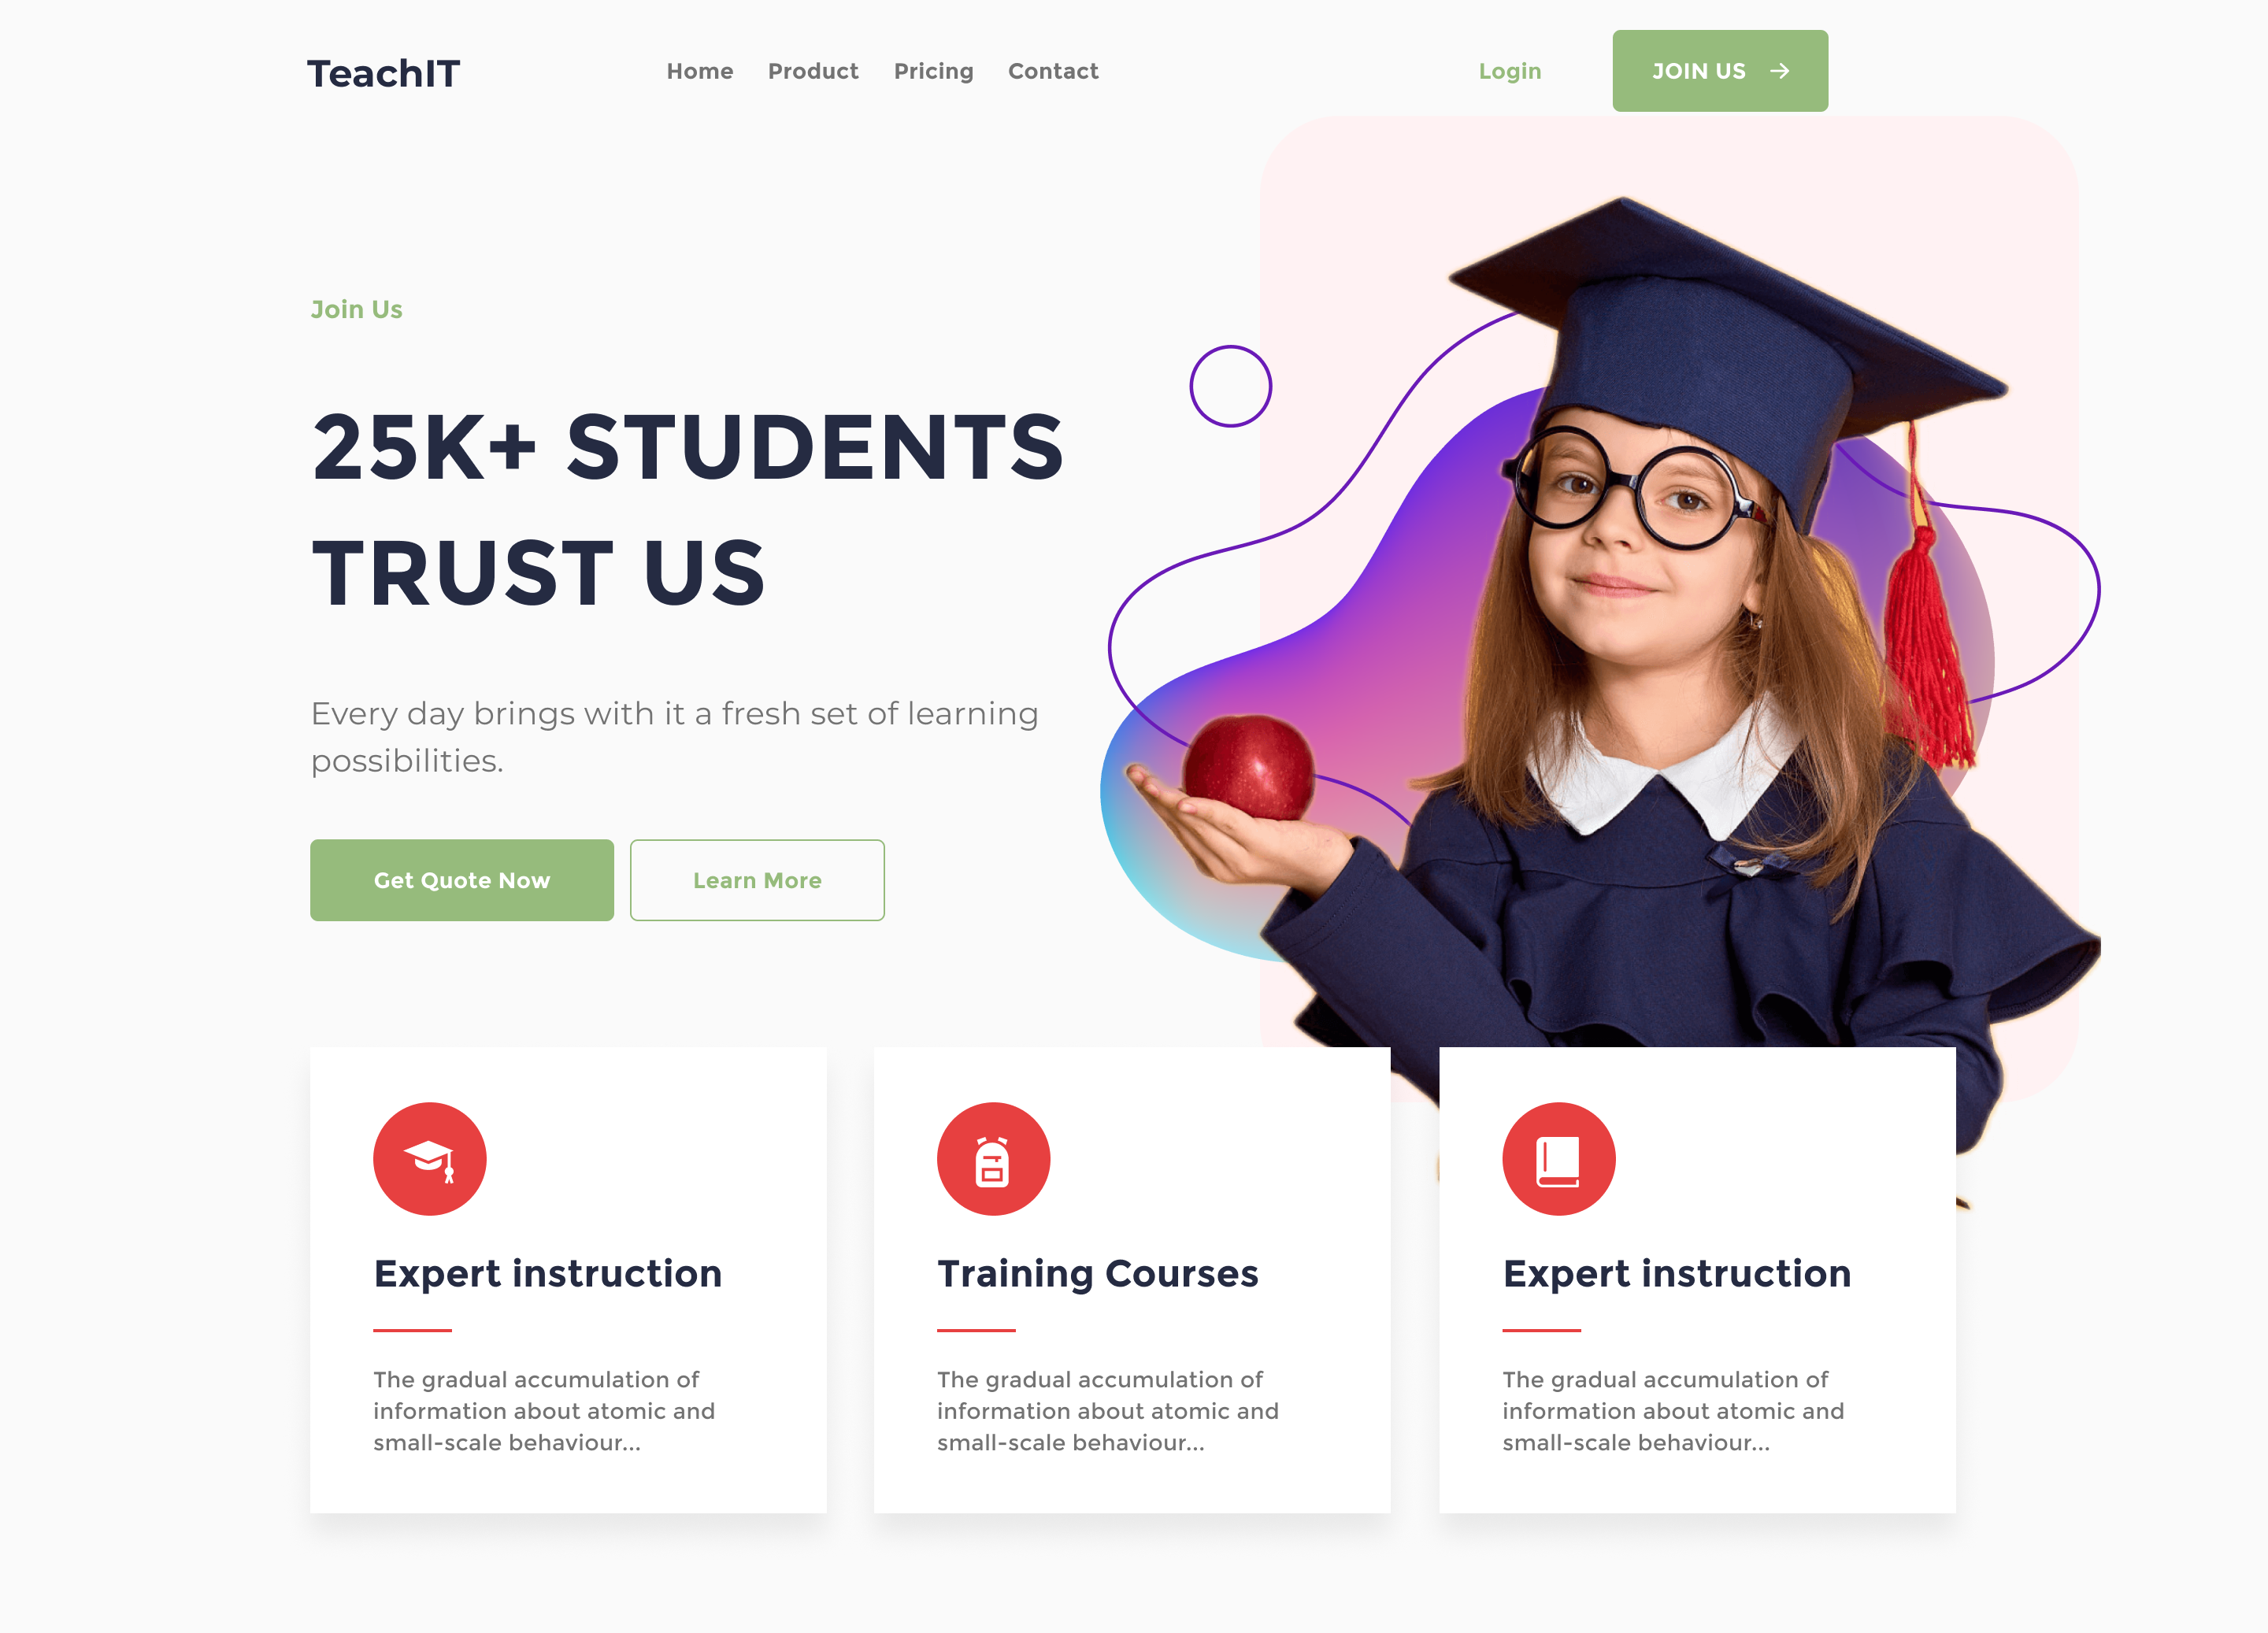 TeachIT
Home Product Pricing Contact
Login
JOIN US
Join Us
25K+ STUDENTS
TRUST US
Every day brings with it a fresh set of learning
possibilities.
Get Quote Now
Learn More
Expert instruction
The gradual accumulation of
information about atomic and
small-scale behaviour...
Training Courses
The gradual accumulation of
information about atomic and
small-scale behaviour...
Expert instruction
The gradual accumulation of
information about atomic and
small-scale behaviour...